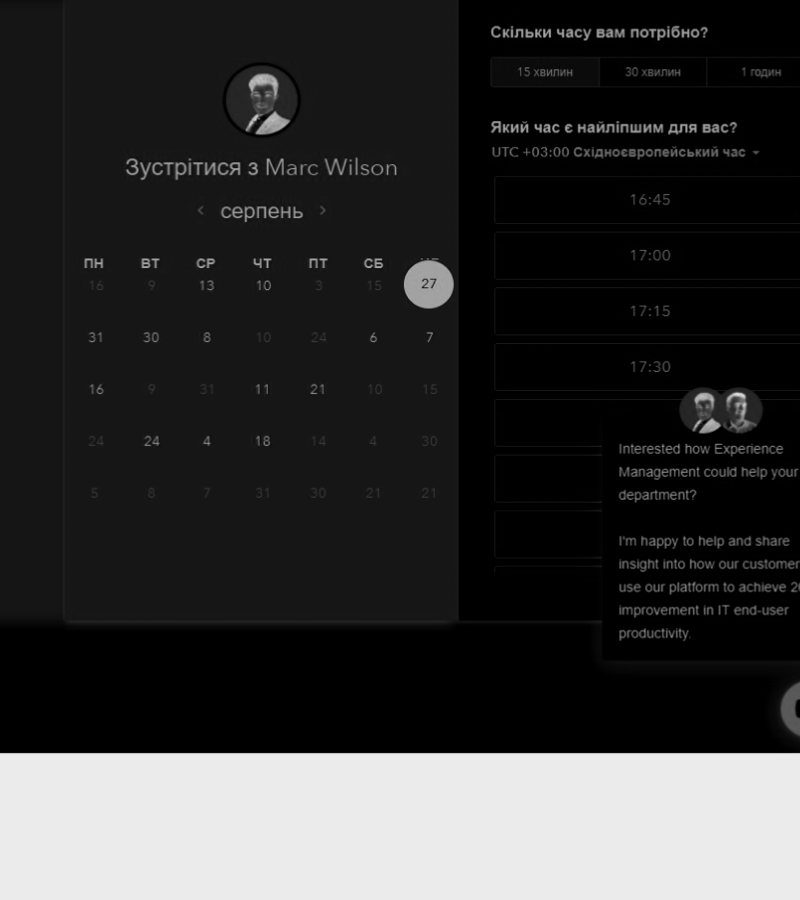 Зустрітися з Marc Wilson
серпень
ПН ВТ СР ЧТ ПТ СБ
16 9 13 10 3 15 27
31 30 8 10 24 6 7
16 9 31 11 21 10 15
24 24 4 18 14 4 30
5 8 7 31 30 21 21
Скільки часу вам потрібно?
15 хвилин 30 хвилин 1 годин
Який час є найліпшим для вас?
UTC +03:00 Східноєвропейський час
16:45
17:00
17:15
17:30
Interested how Experience
Management could help your
department?
I'm happy to help and share
insight into how our customer
use our platform to achieve
improvement in IT end-user
productivity.